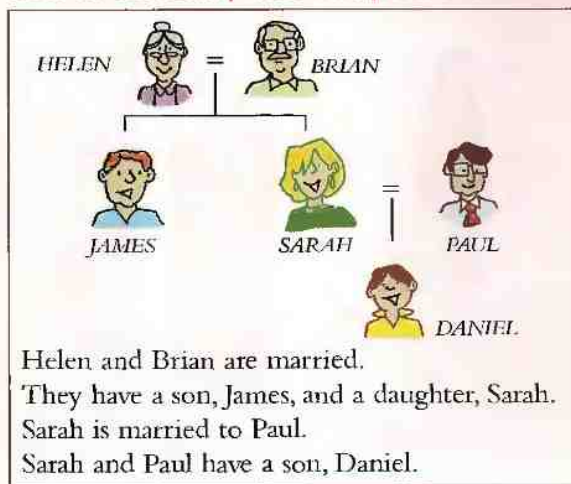 HELEN = BRIAN
JAMES SARAH = PAUL
DANIEL
Helen and Brian are married.
They have a son, James, and a daughter, Sarah.
Sarah is married to Paul.
Sarah and Paul have a son, Daniel.